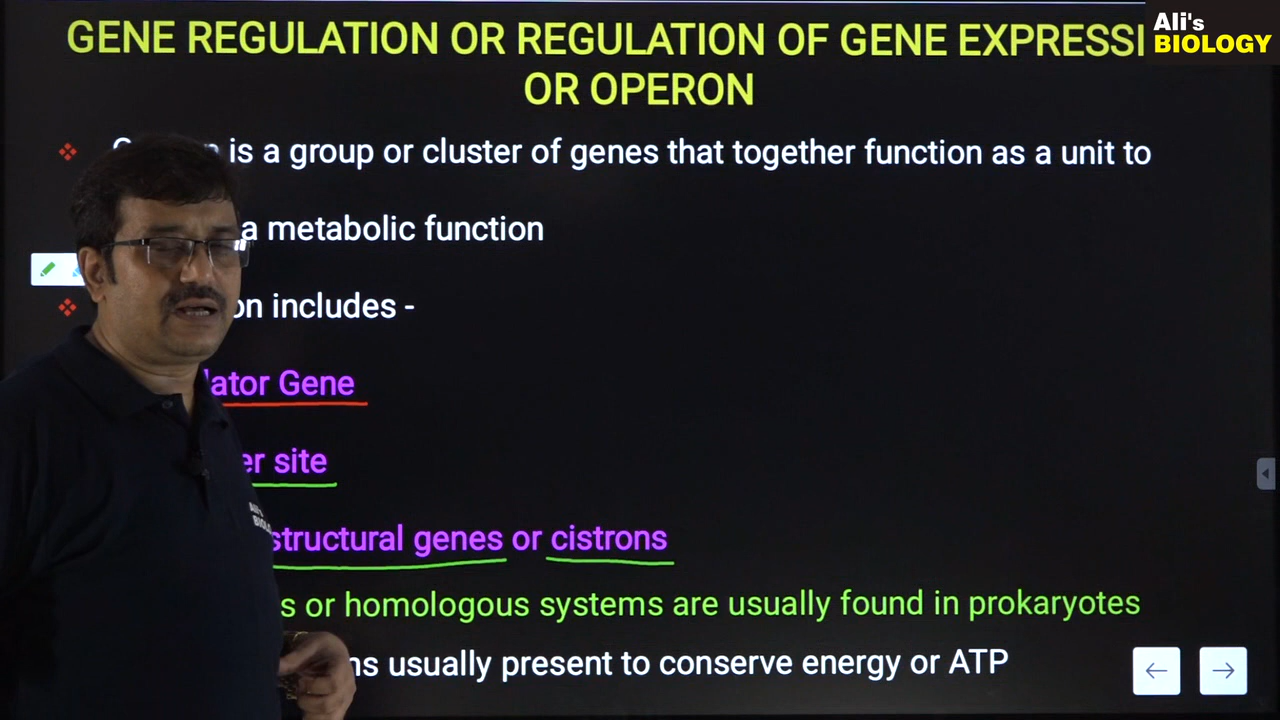 GENE REGULATION OR REGULATION OF GENE EXPRESSI
Ali's
BIOLOGY
OR OPERON
is a group or cluster of genes that together function as a unit to
a metabolic function
on includes -
lator Gene
er site
structural genes or cistrons
s or homologous systems are usually found in prokaryotes
ns usually present to conserve energy or ATP